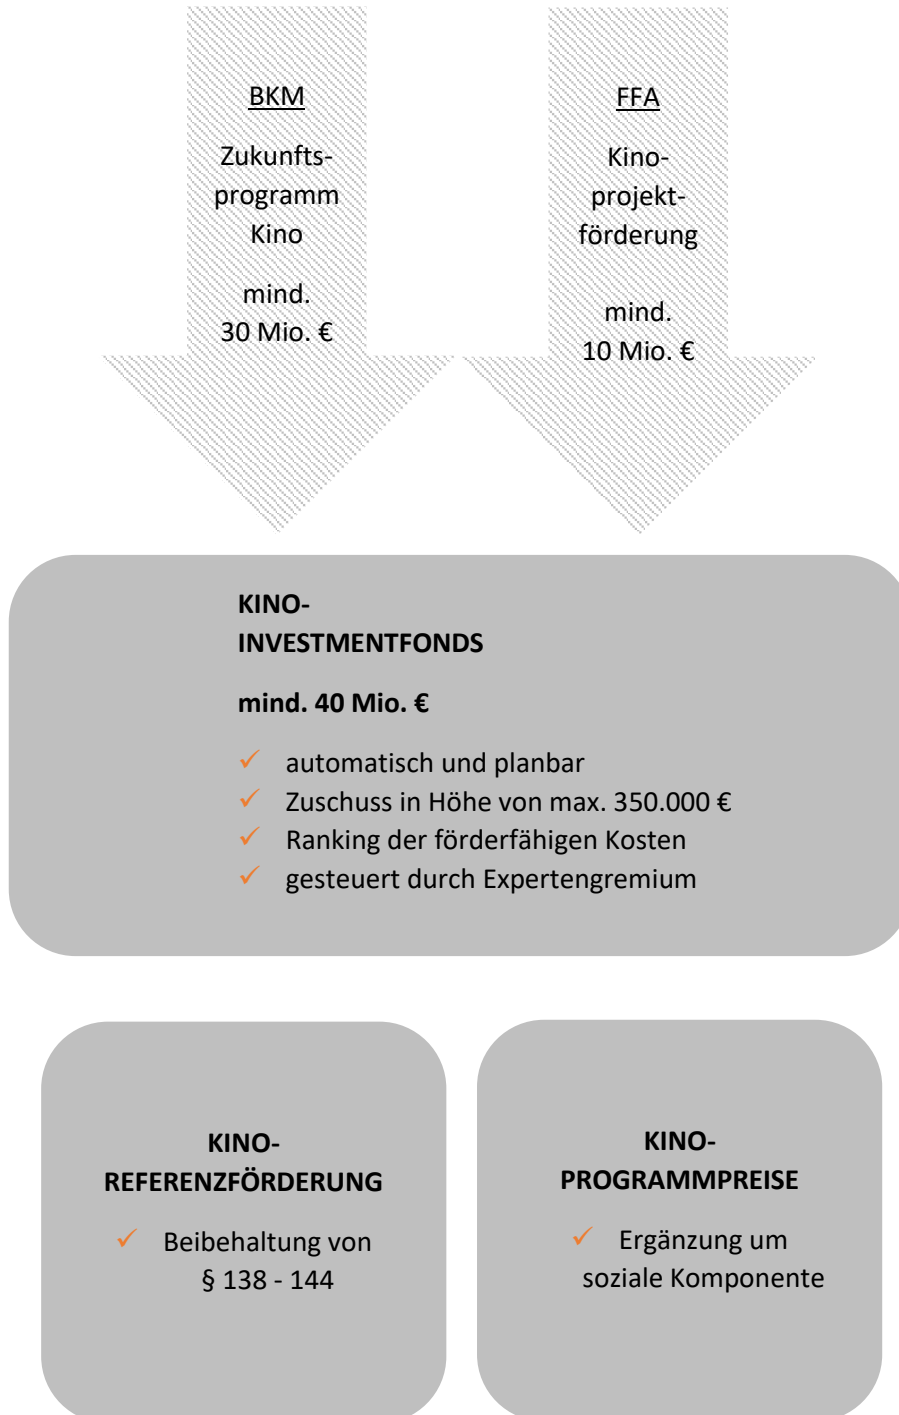 BKM
Zukunfts-
programm
Kino
mind.
30 Mio. €
FFA
Kino-
projekt-
förderung
mind.
10 Mio. €
KINO-
INVESTMENTFONDS
mind. 40 Mio. €
✓ automatisch und planbar
✓ Zuschuss in Höhe von max. 350.000 €
✓ Ranking der förderfähigen Kosten
✓ gesteuert durch Expertengremium
KINO-
REFERENZFÖRDERUNG
✓ Beibehaltung von
§ 138 - 144
KINO-
PROGRAMMPREISE
✓ Ergänzung um
soziale Komponente